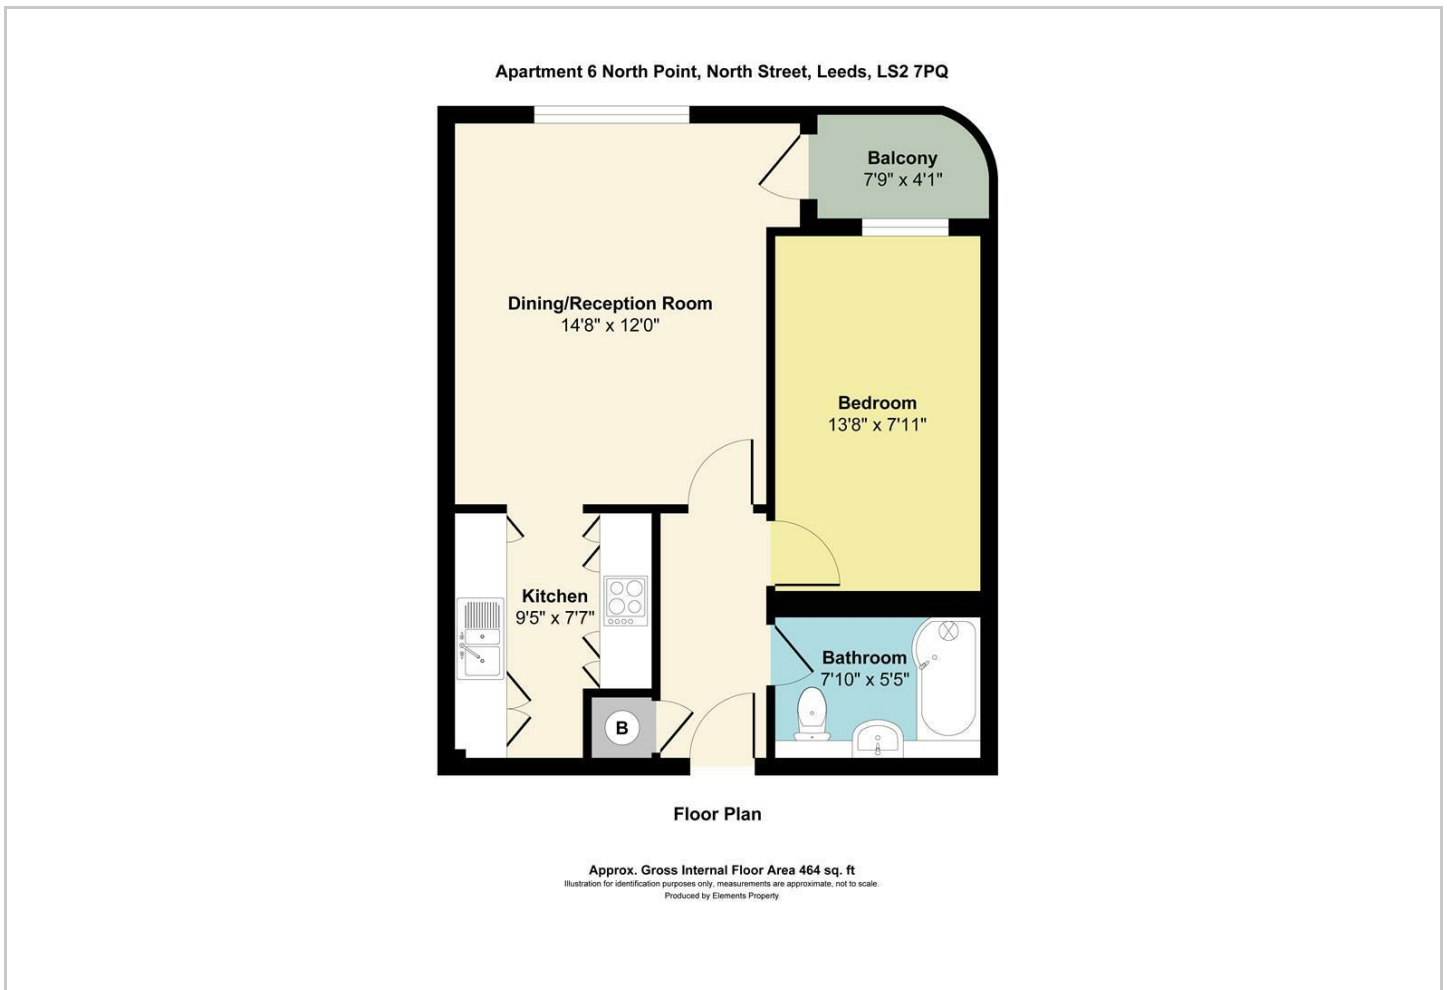 Apartment 6 North Point, North Street, Leeds, LS2 7PQ
Balcony
7'9" x 4'1"
Dining/Reception Room
14'8" x 12'0"
Bedroom
13'8" x 7'11"
Kitchen
9'5" x 7'7"
Bathroom
7'10" x 5'5"
B
Floor Plan
Approx. Gross Internal Floor Area 464 sq. ft
Illustration for identification purposes only, measurements are approximate, not to scale.
Produced by Elements Property